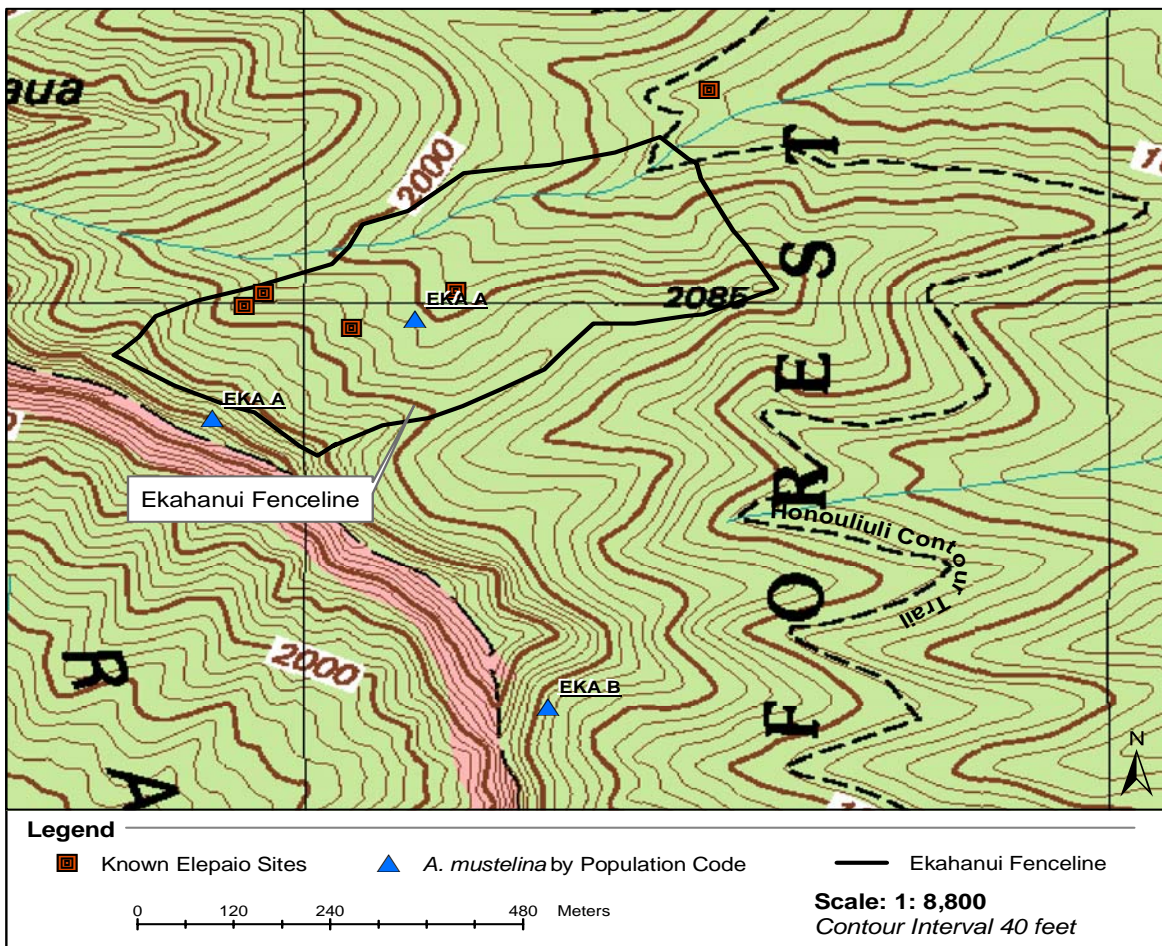 aua
2000
EKA A
2085
EKA A
Ekahanui Fenceline
Honouliuli Contour Trail
2000
EKA B
FOREST
R
A
N
Legend
Known Elepaio Sites
A. mustelina by Population Code
Ekahanui Fenceline
0 120 240 480 Meters
Scale: 1: 8,800
Contour Interval 40 feet